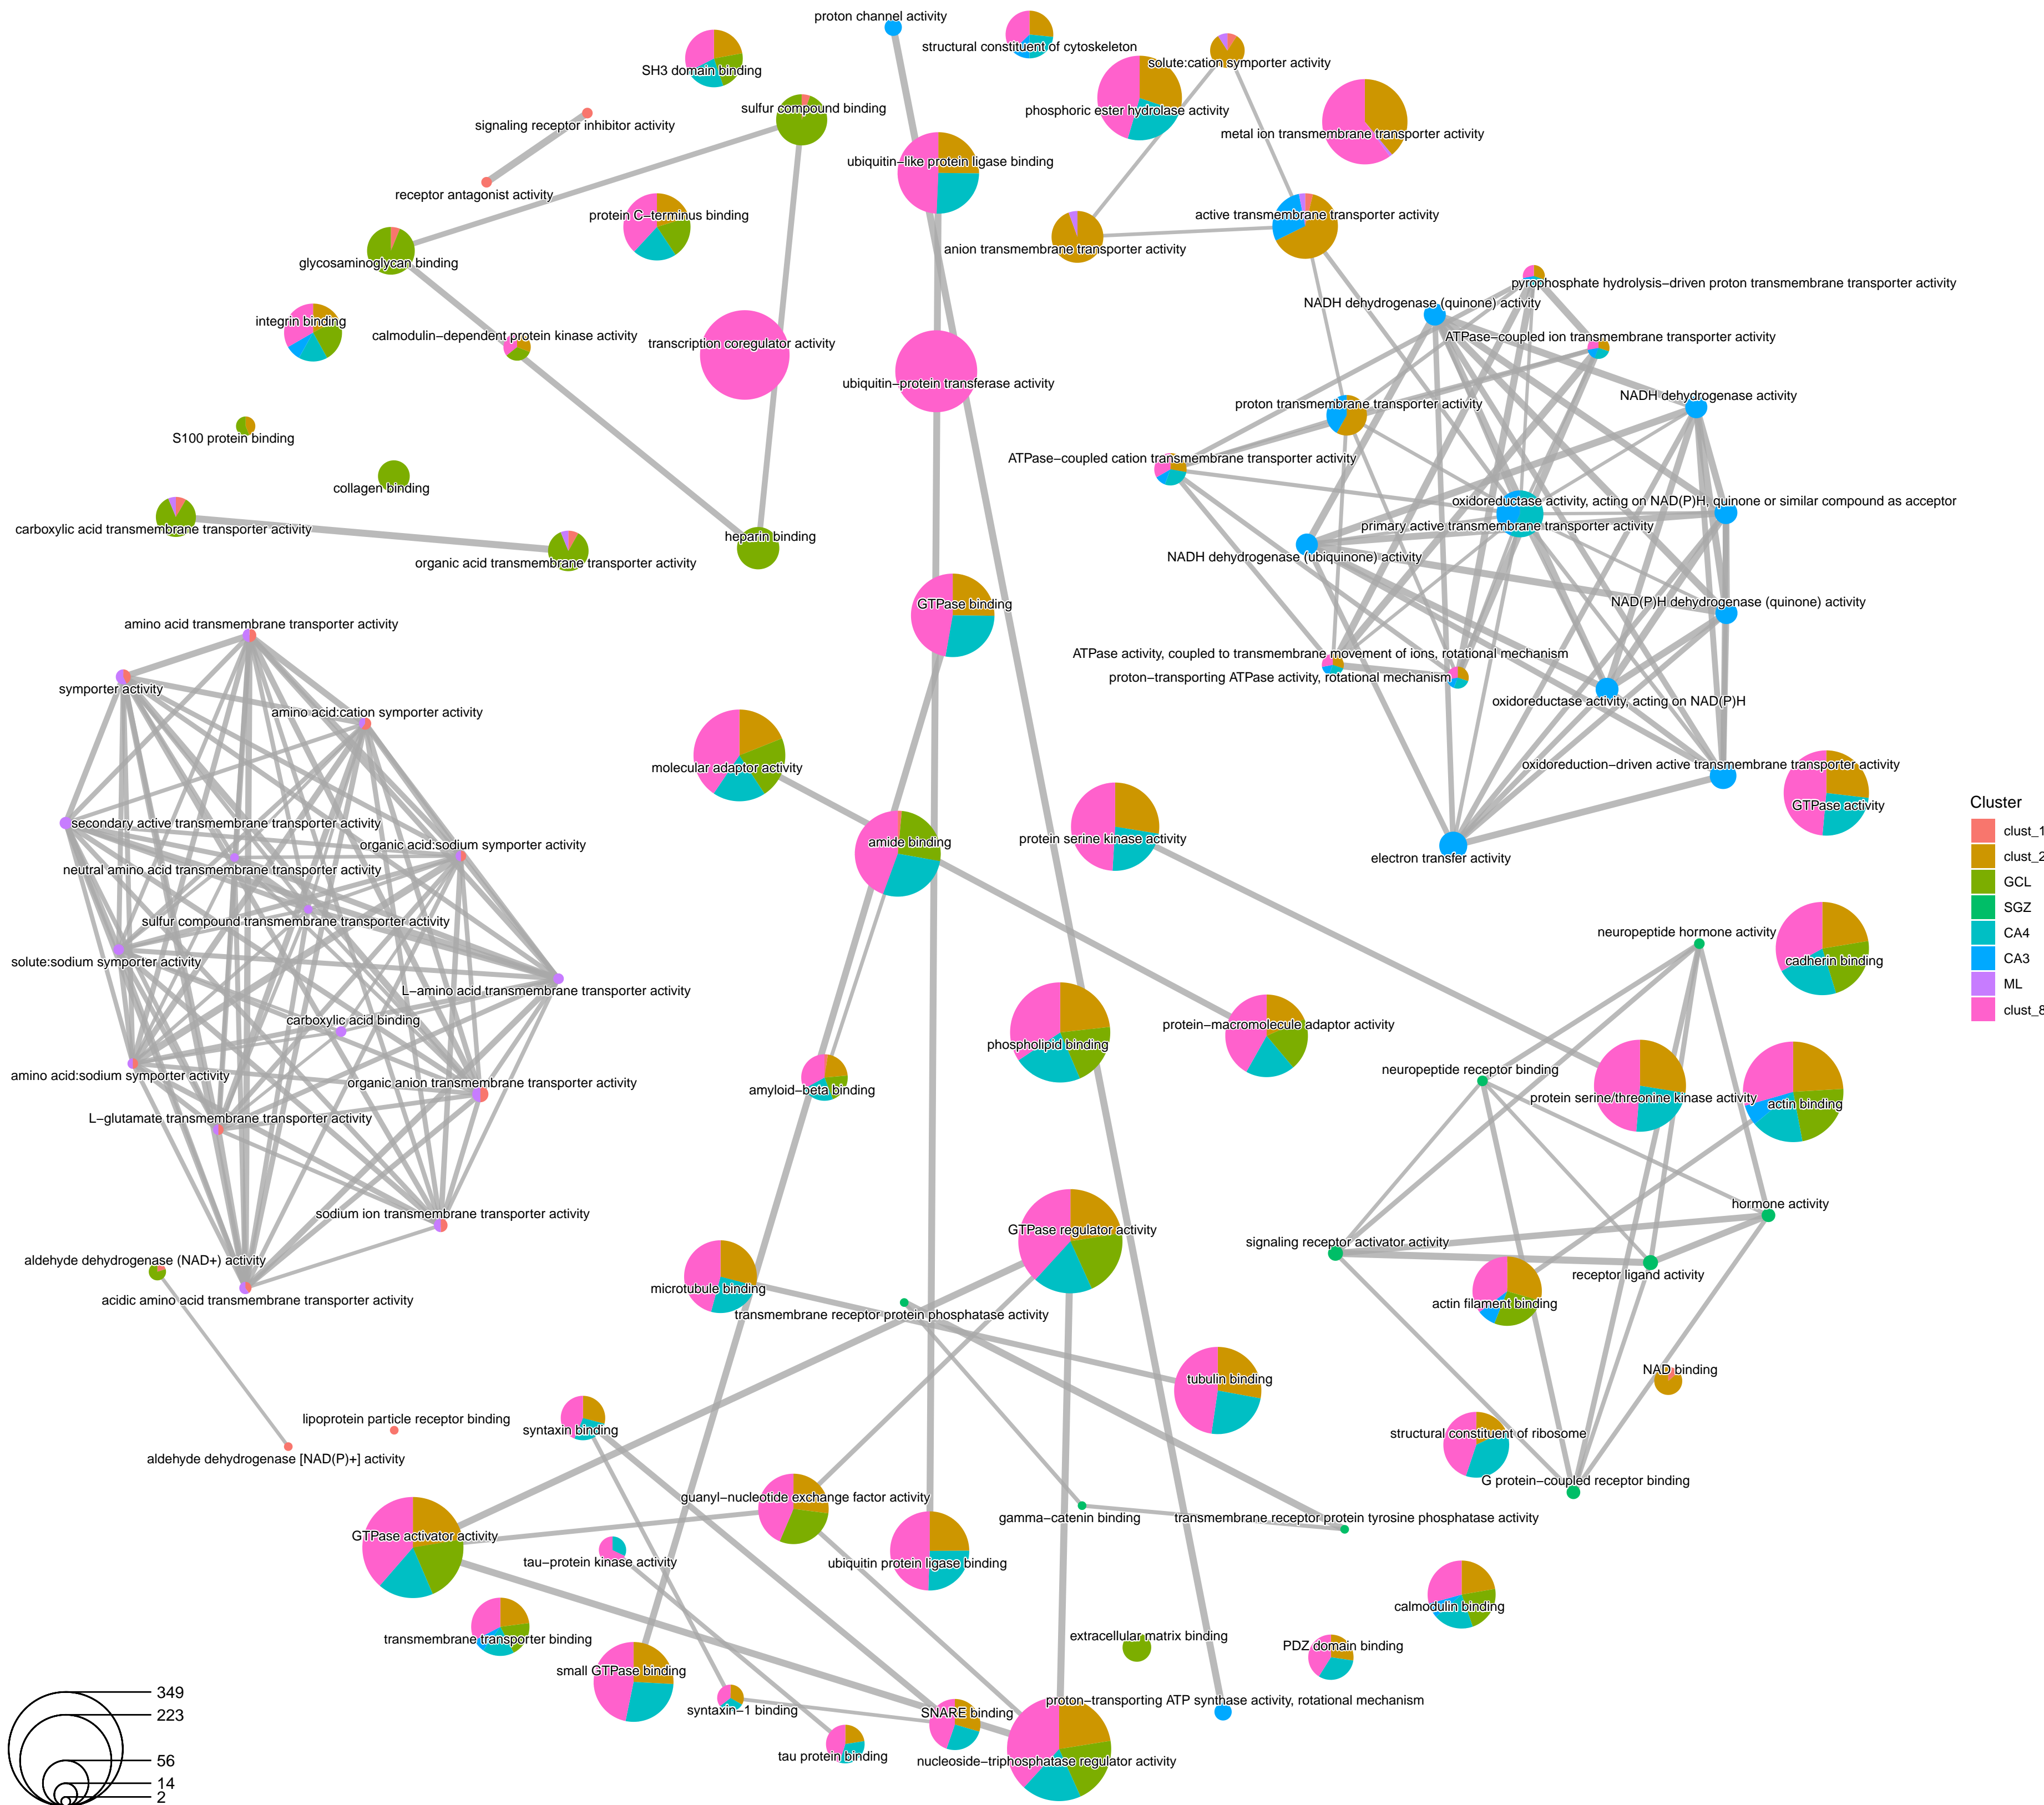 proton channel activity
structural constituent of cytoskeleton
solute:cation symporter activity
SH3 domain binding
sulfur compound binding
phosphoric ester hydrolase activity
signaling receptor inhibitor activity
metal ion transmembrane transporter activity
ubiquitin−like protein ligase binding
receptor antagonist activity
protein C−terminus binding
active transmembrane transporter activity
anion transmembrane transporter activity
glycosaminoglycan binding
pyrophosphate hydrolysis−driven proton transmembrane transporter activity
NADH dehydrogenase (quinone) activity
integrin binding
calmodulin−dependent protein kinase activity
ATPase−coupled ion transmembrane transporter activity
transcription coregulator activity
ubiquitin−protein transferase activity
NADH dehydrogenase activity
proton transmembrane transporter activity
S100 protein binding
ATPase−coupled cation transmembrane transporter activity
collagen binding
oxidoreductase activity, acting on NAD(P)H, quinone or similar compound as acceptor
carboxylic acid transmembrane transporter activity
primary active transmembrane transporter activity
heparin binding
NADH dehydrogenase (ubiquinone) activity
organic acid transmembrane transporter activity
GTPase binding
NAD(P)H dehydrogenase (quinone) activity
amino acid transmembrane transporter activity
ATPase activity, coupled to transmembrane movement of ions, rotational mechanism
proton−transporting ATPase activity, rotational mechanism
symporter activity
oxidoreductase activity, acting on NAD(P)H
amino acid:cation symporter activity
molecular adaptor activity
oxidoreduction−driven active transmembrane transporter activity
GTPase activity
Cluster
clust_1
clust_2
GCL
SGZ
CA4
CA3
ML
clust_8
secondary active transmembrane transporter activity
protein serine kinase activity
amide binding
organic acid:sodium symporter activity
electron transfer activity
neutral amino acid transmembrane transporter activity
sulfur compound transmembrane transporter activity
neuropeptide hormone activity
solute:sodium symporter activity
cadherin binding
L−amino acid transmembrane transporter activity
carboxylic acid binding
protein−macromolecule adaptor activity
phospholipid binding
neuropeptide receptor binding
amino acid:sodium symporter activity
organic anion transmembrane transporter activity
amyloid−beta binding
protein serine/threonine kinase activity
actin binding
L−glutamate transmembrane transporter activity
hormone activity
sodium ion transmembrane transporter activity
GTPase regulator activity
signaling receptor activator activity
aldehyde dehydrogenase (NAD+) activity
receptor ligand activity
microtubule binding
acidic amino acid transmembrane transporter activity
actin filament binding
transmembrane receptor protein phosphatase activity
NAD binding
tubulin binding
lipoprotein particle receptor binding
syntaxin binding
structural constituent of ribosome
aldehyde dehydrogenase [NAD(P)+] activity
G protein−coupled receptor binding
guanyl−nucleotide exchange factor activity
gamma−catenin binding
transmembrane receptor protein tyrosine phosphatase activity
GTPase activator activity
tau−protein kinase activity
ubiquitin protein ligase binding
calmodulin binding
transmembrane transporter binding
extracellular matrix binding
PDZ domain binding
small GTPase binding
proton−transporting ATP synthase activity, rotational mechanism
syntaxin−1 binding
SNARE binding
tau protein binding
nucleoside−triphosphatase regulator activity
349
223
56
14
2